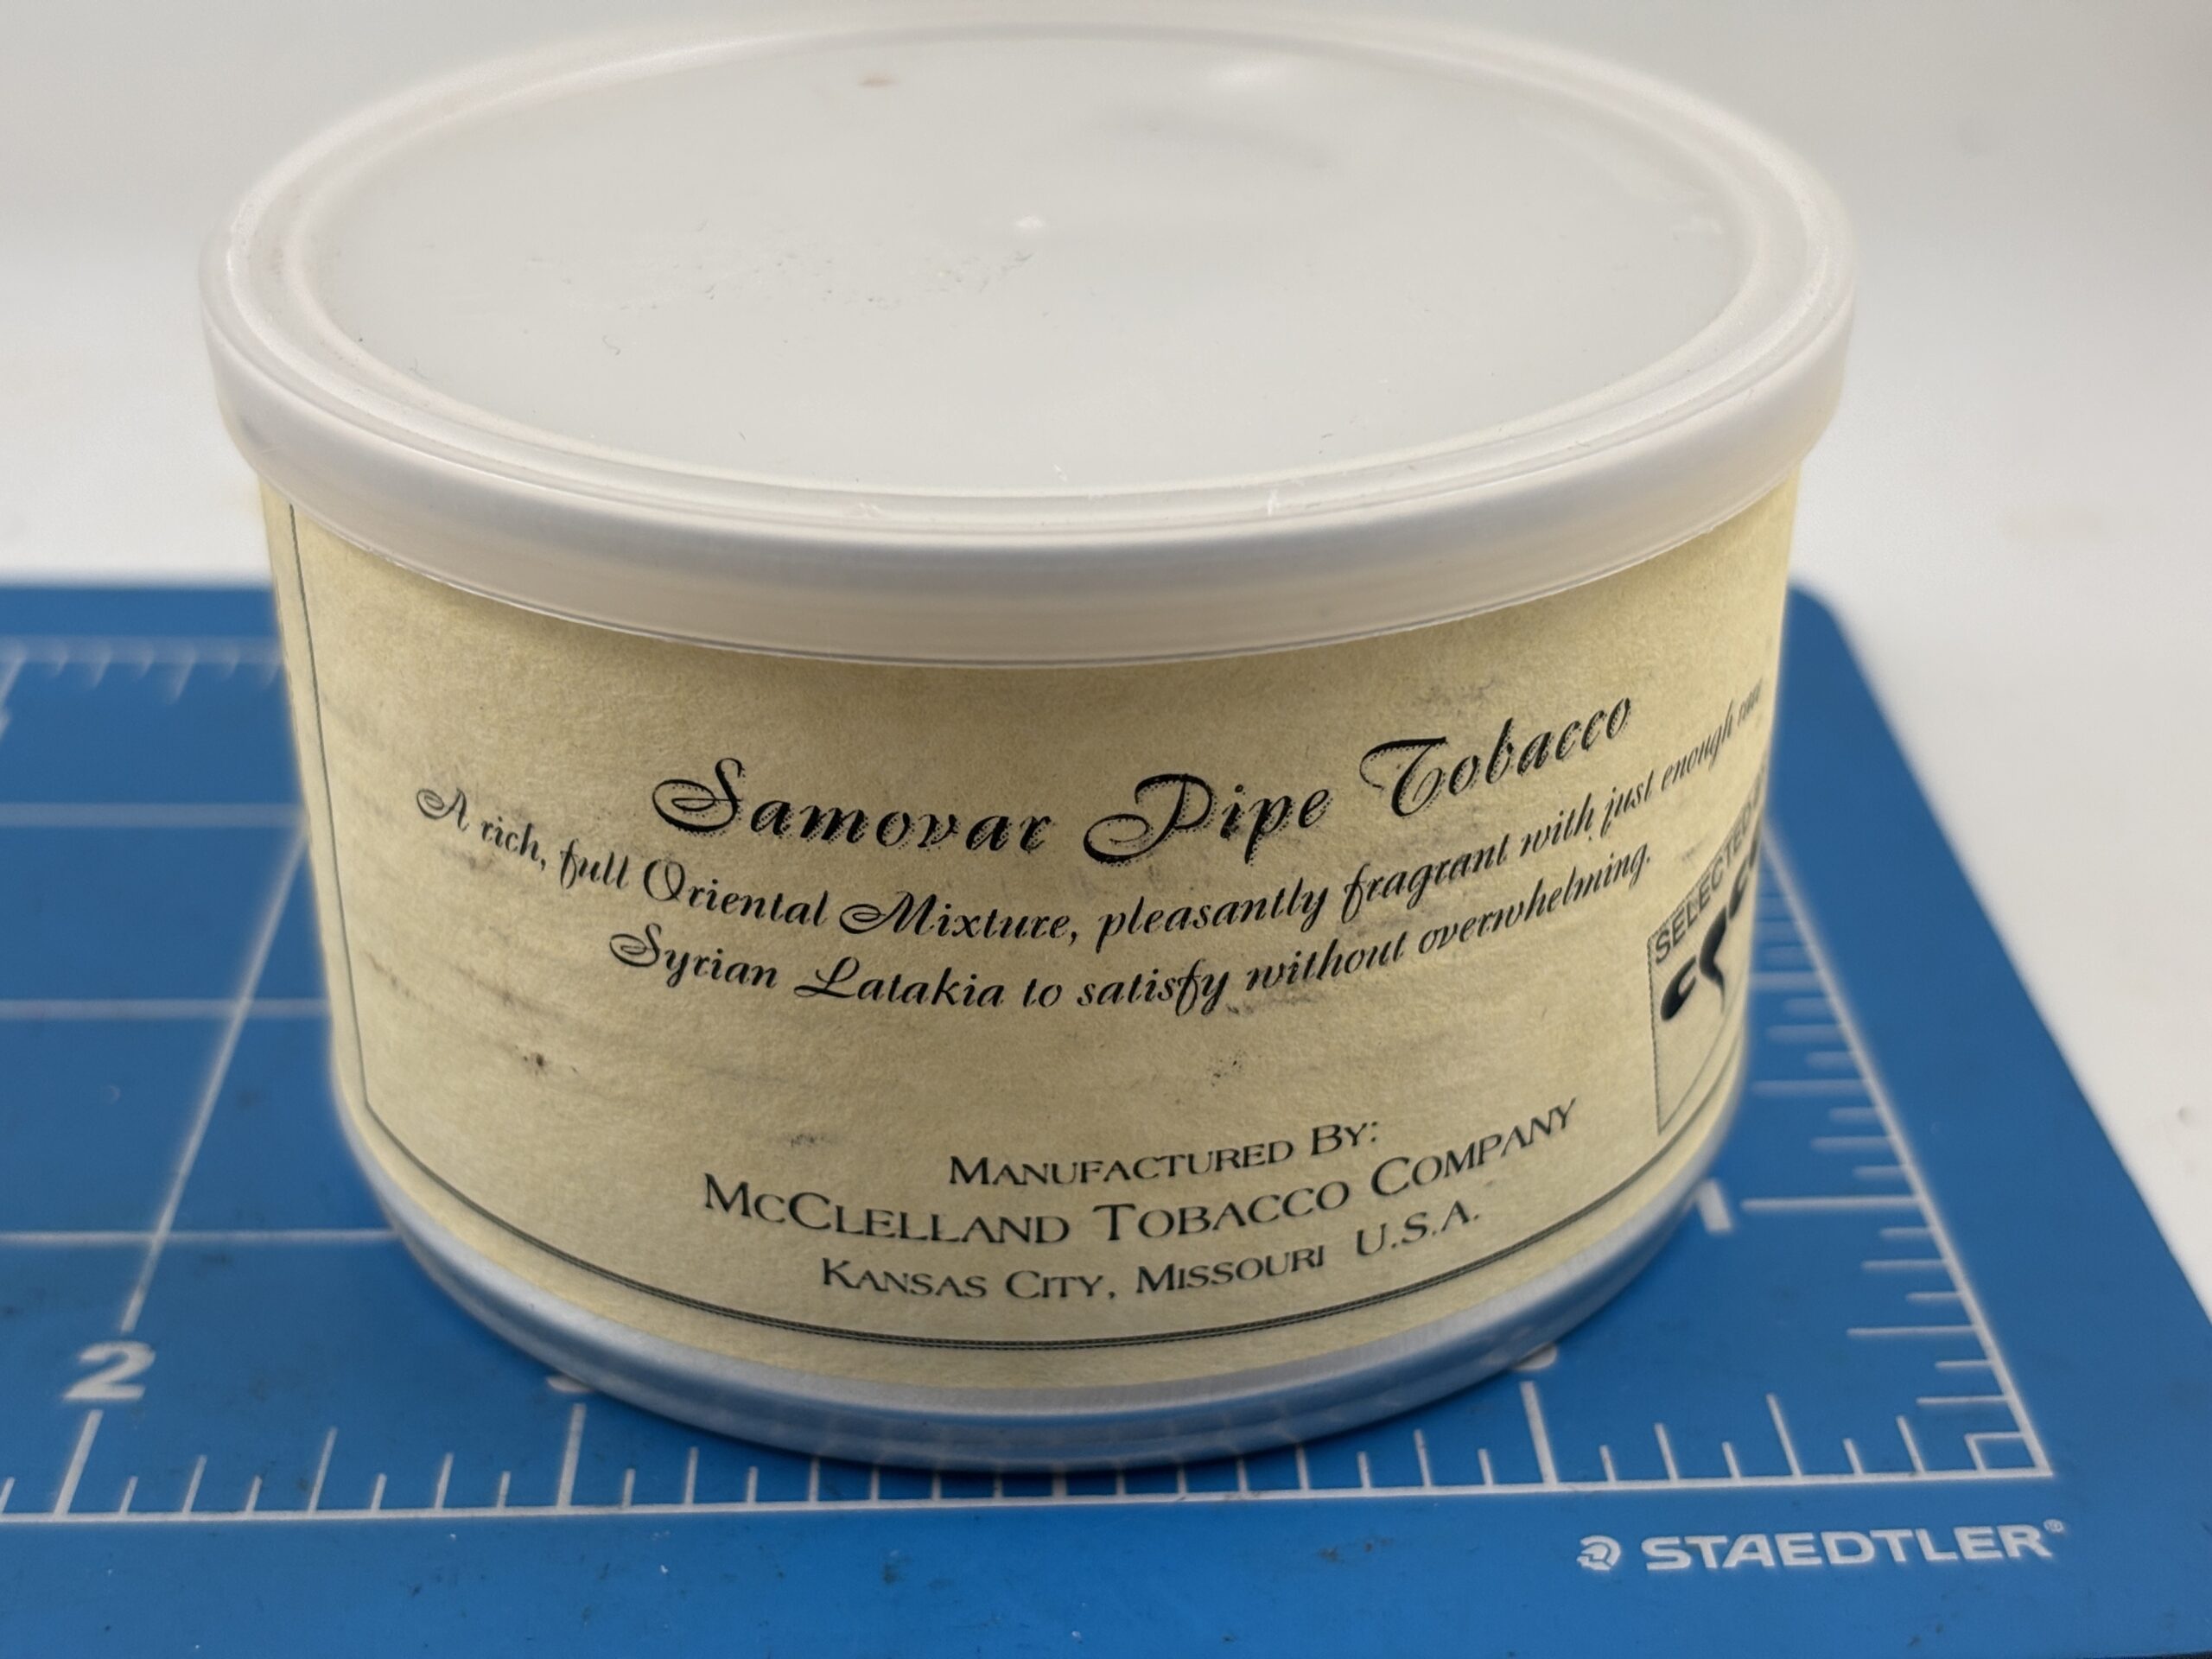 Samovar Pipe Tobacco
A rich, full Oriental Mixture, pleasantly fragrant with just enough
Syrian Latakia to satisfy without overwhelming.
SELECTED
MANUFACTURED BY:
MCCLELLAND TOBACCO COMPANY
KANSAS CITY, MISSOURI U.S.A.
1
2
STAEDTLER®